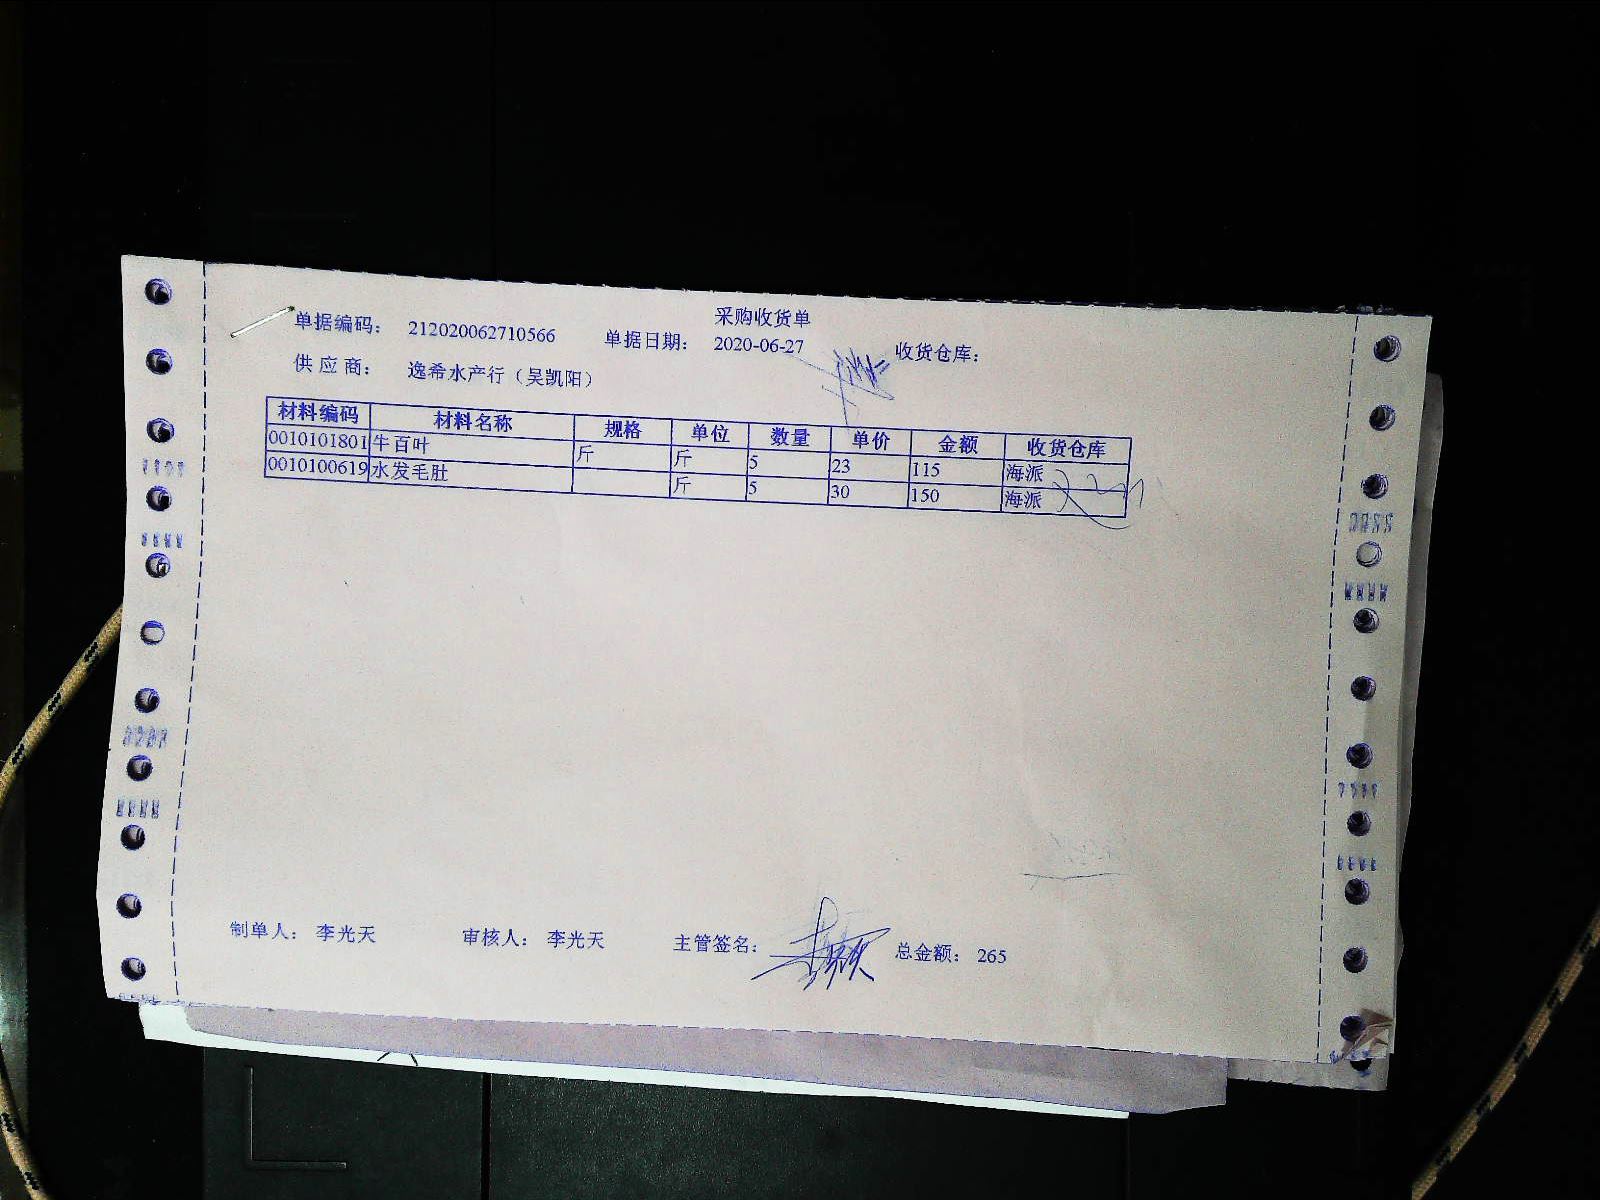 采购收货单
单据编码： 212020062710566 单据日期： 2020-06-27 收货仓库：
供应商： 逸希水产行（吴凯阳）
材料编码 材料名称 规格 单位 数量 单价 金额 收货仓库
0010101801 牛百叶 斤 斤 5 23 115 海派
0010100619 水发毛肚 斤 5 30 150 海派
制单人： 李光天 审核人： 李光天 主管签名： 总金额： 265